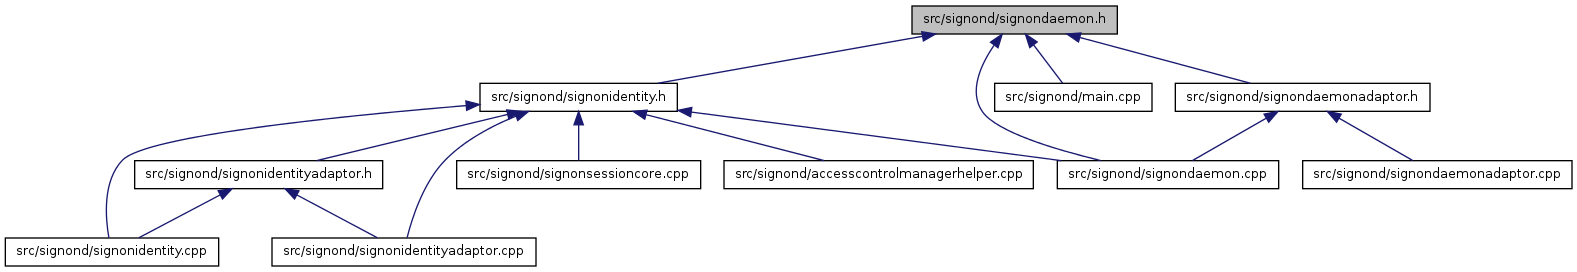 src/signond/signondaemon.h
src/signond/signonidentity.h
src/signond/main.cpp
src/signond/signondaemonadaptor.h
src/signond/signonidentityadaptor.h
src/signond/signonsessioncore.cpp
src/signond/accesscontrolmanagerhelper.cpp
src/signond/signondaemon.cpp
src/signond/signondaemonadaptor.cpp
src/signond/signonidentity.cpp
src/signond/signonidentityadaptor.cpp